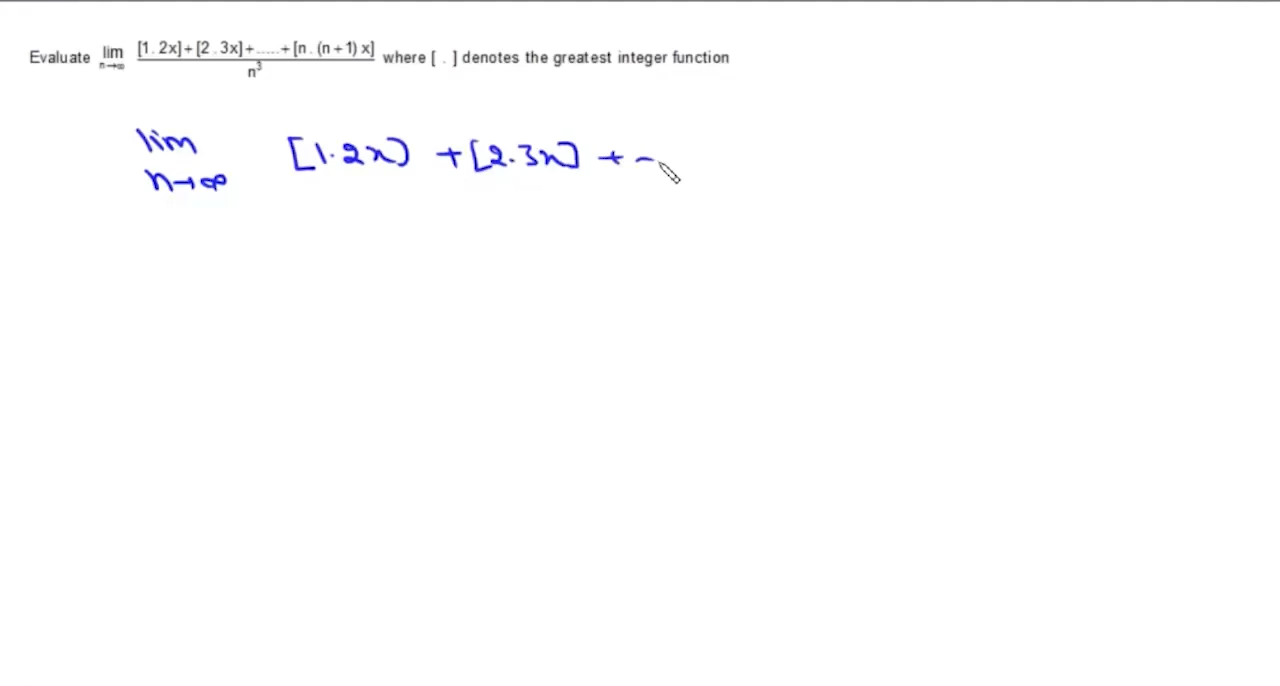 Evaluate lim n→∞ [1 . 2x] + [2 . 3x] + ..... + [n . (n + 1) x] / n³ where [ . ] denotes the greatest integer function
lim n→∞ [1.2x) + [2.3x] + -